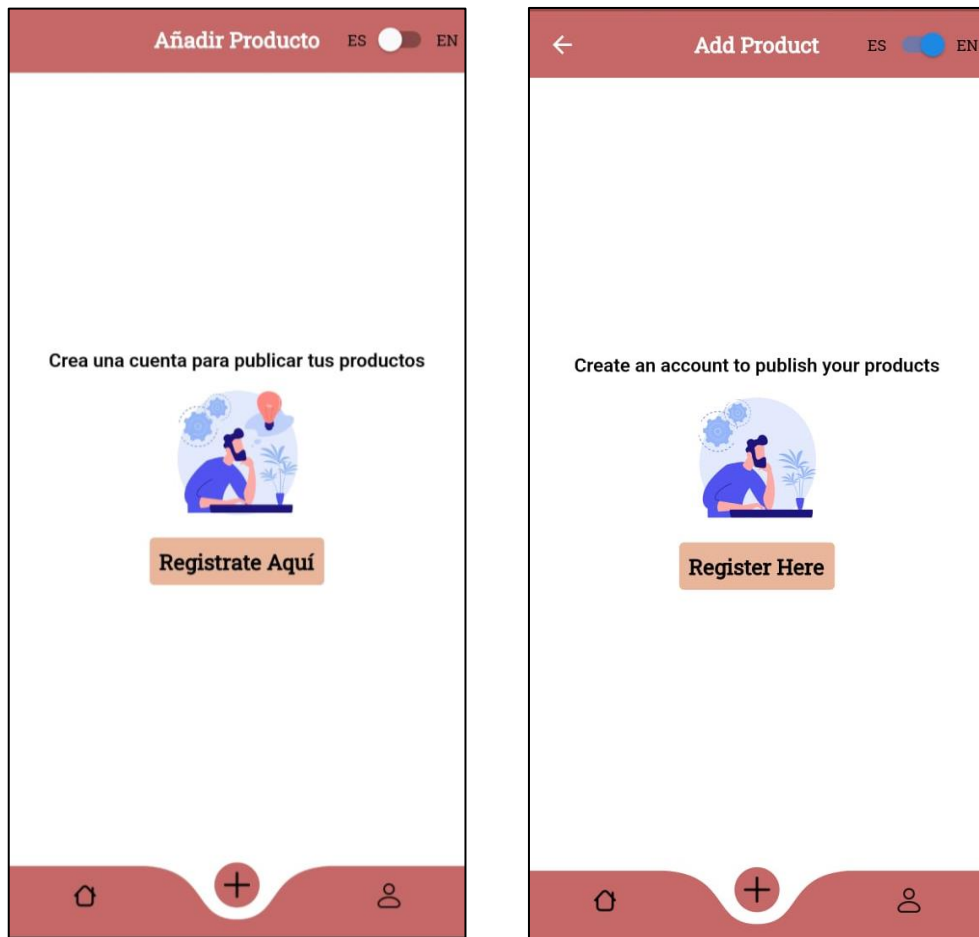 Añadir Producto ES EN
Crea una cuenta para publicar tus productos
Registrate Aquí
Add Product ES EN
Create an account to publish your products
Register Here